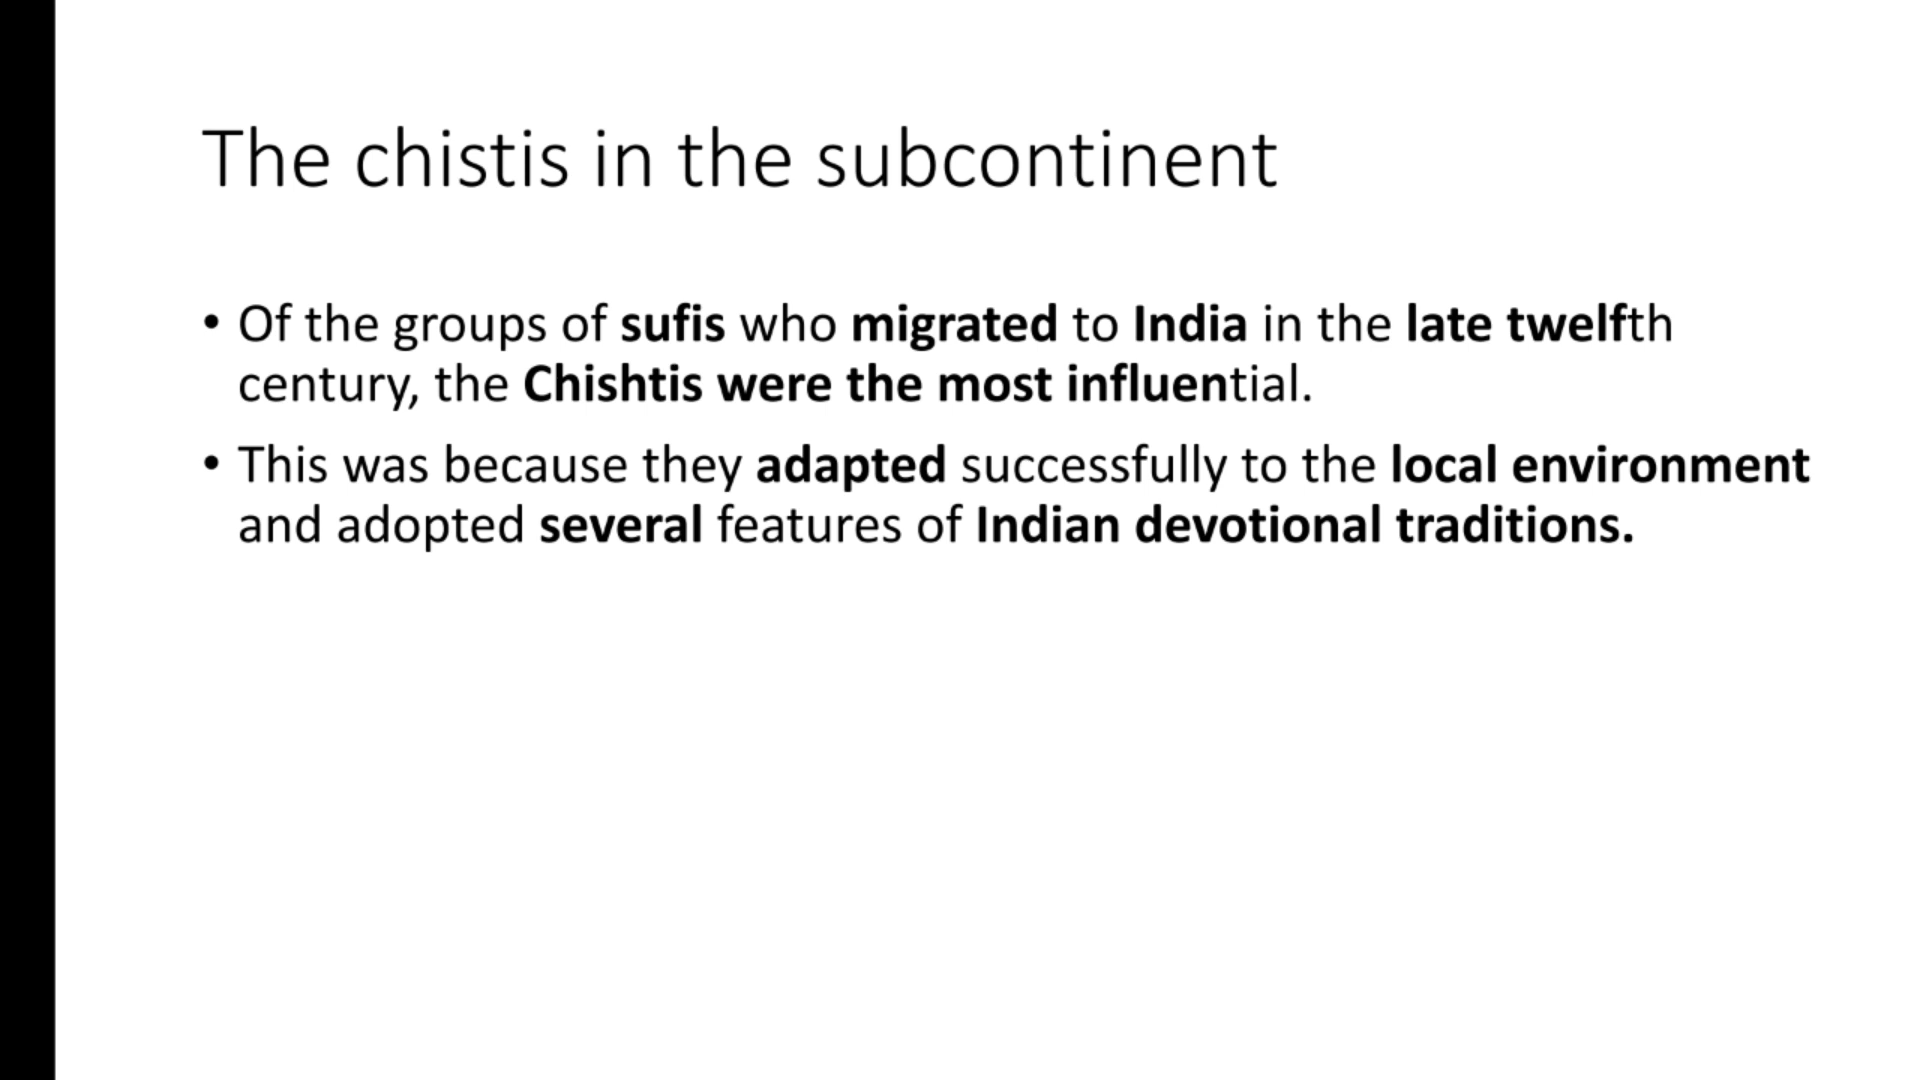 The chistis in the subcontinent
• Of the groups of sufis who migrated to India in the late twelfth
century, the Chishtis were the most influential.
• This was because they adapted successfully to the local environment
and adopted several features of Indian devotional traditions.